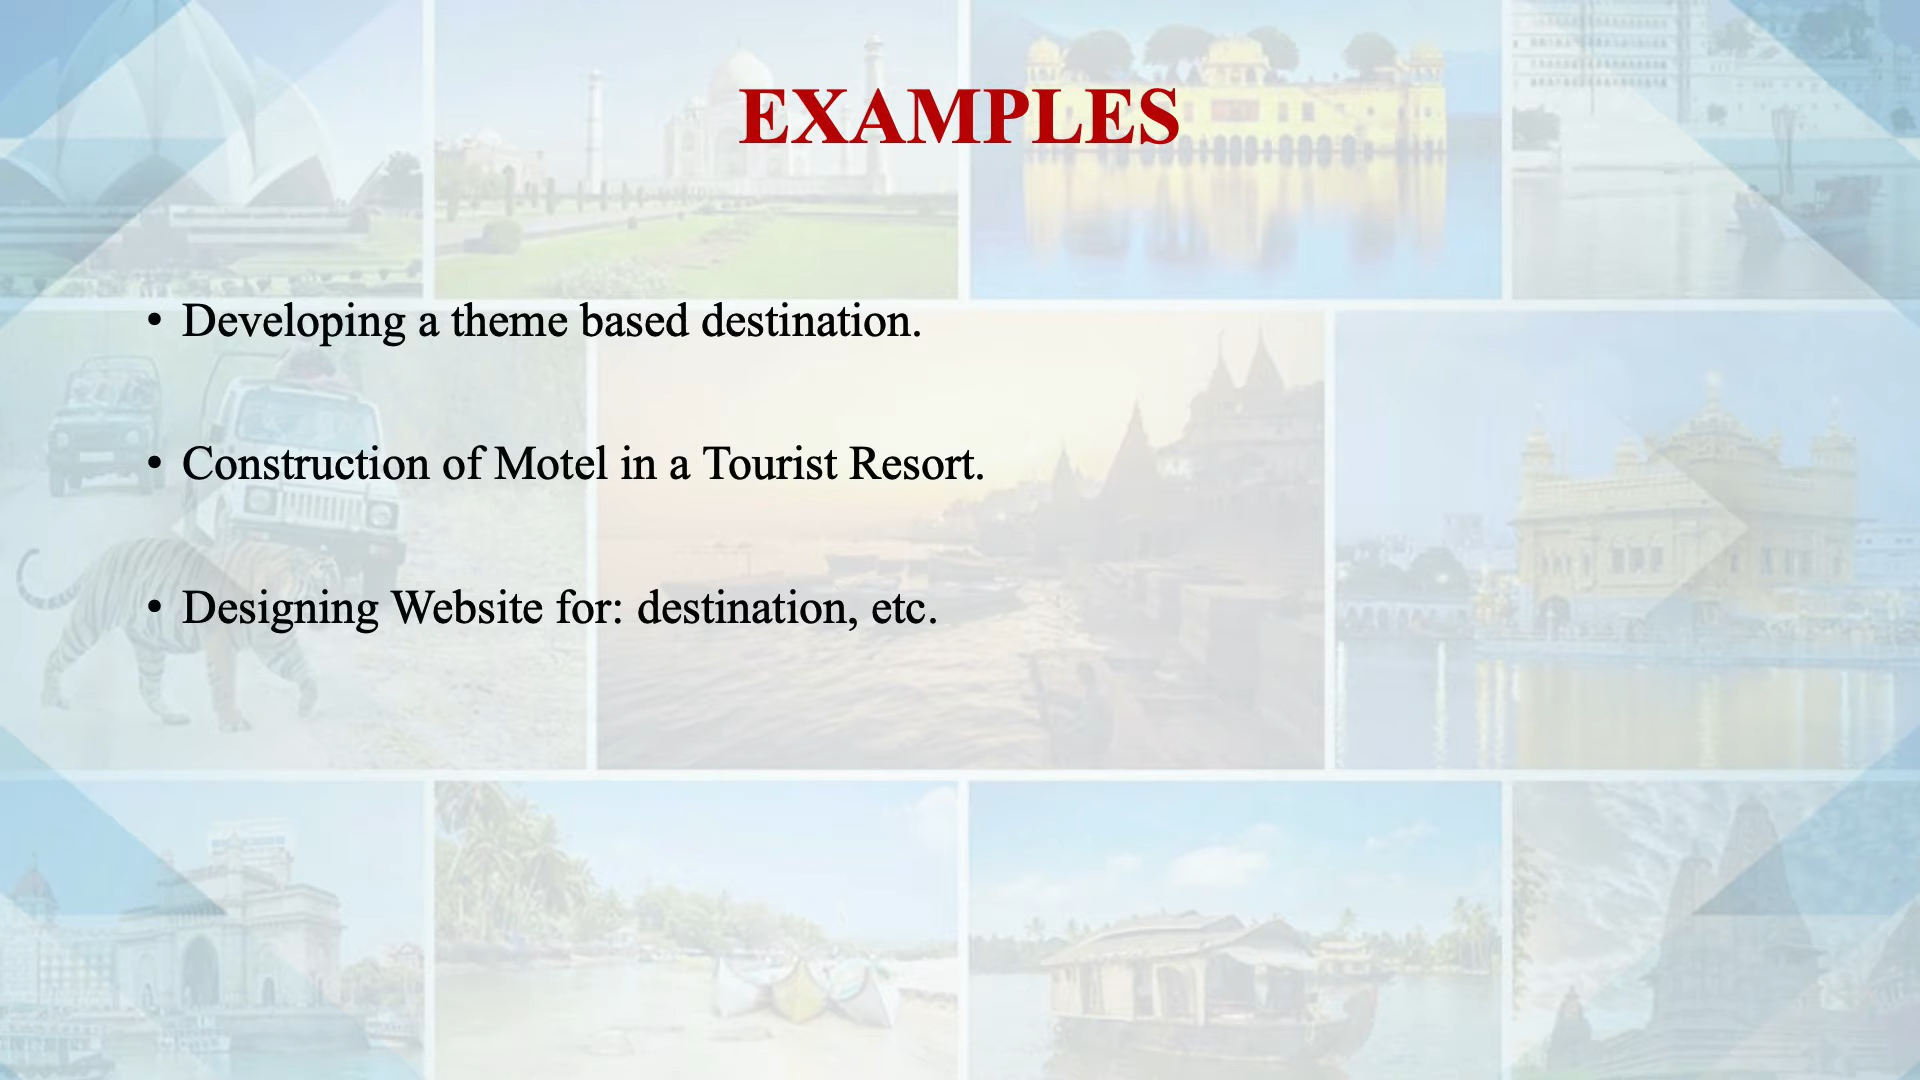 EXAMPLES
• Developing a theme based destination.
• Construction of Motel in a Tourist Resort.
• Designing Website for: destination, etc.